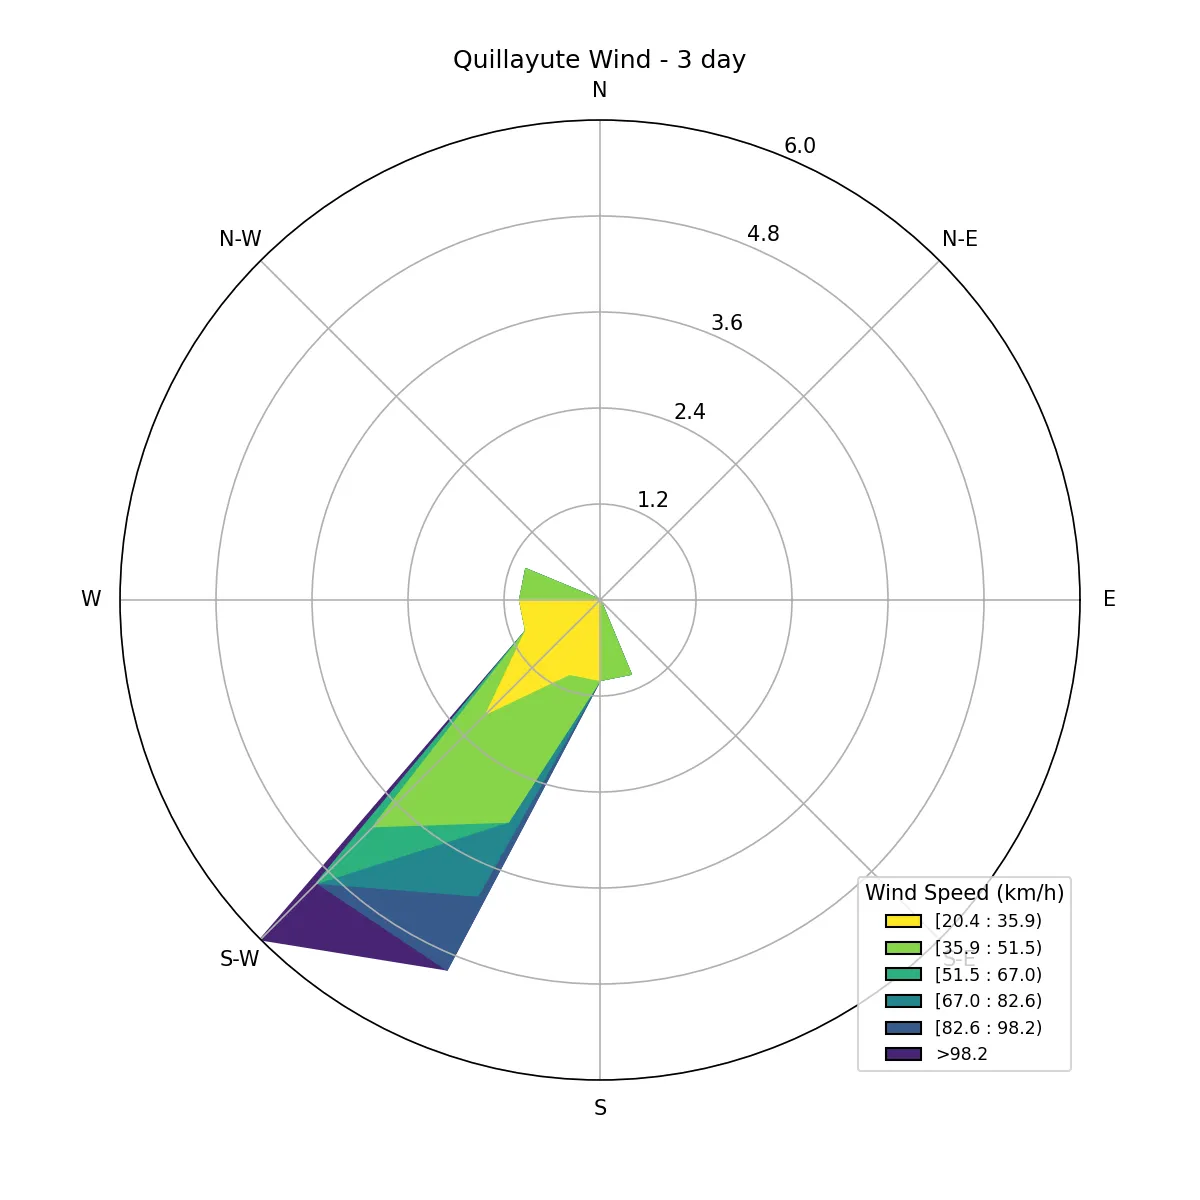 Quillayute Wind - 3 day
N
6.0
4.8
N-W
N-E
3.6
2.4
1.2
W
E
Wind Speed (km/h)
[20.4 : 35.9)
[35.9 : 51.5)
S-W
S-E
[51.5 : 67.0)
[67.0 : 82.6)
[82.6 : 98.2)
>98.2
S